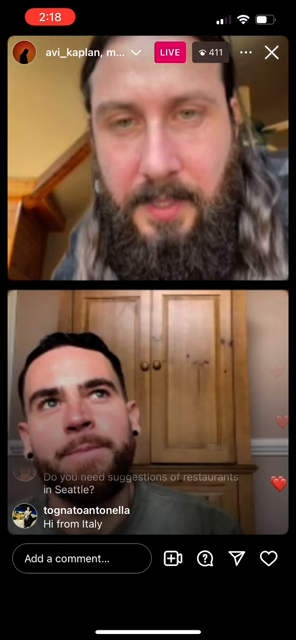 2:18
avi_kaplan, m...
LIVE
411
Do you need suggestions of restaurants
in Seattle?
tognatoantonella
Hi from Italy
Add a comment...